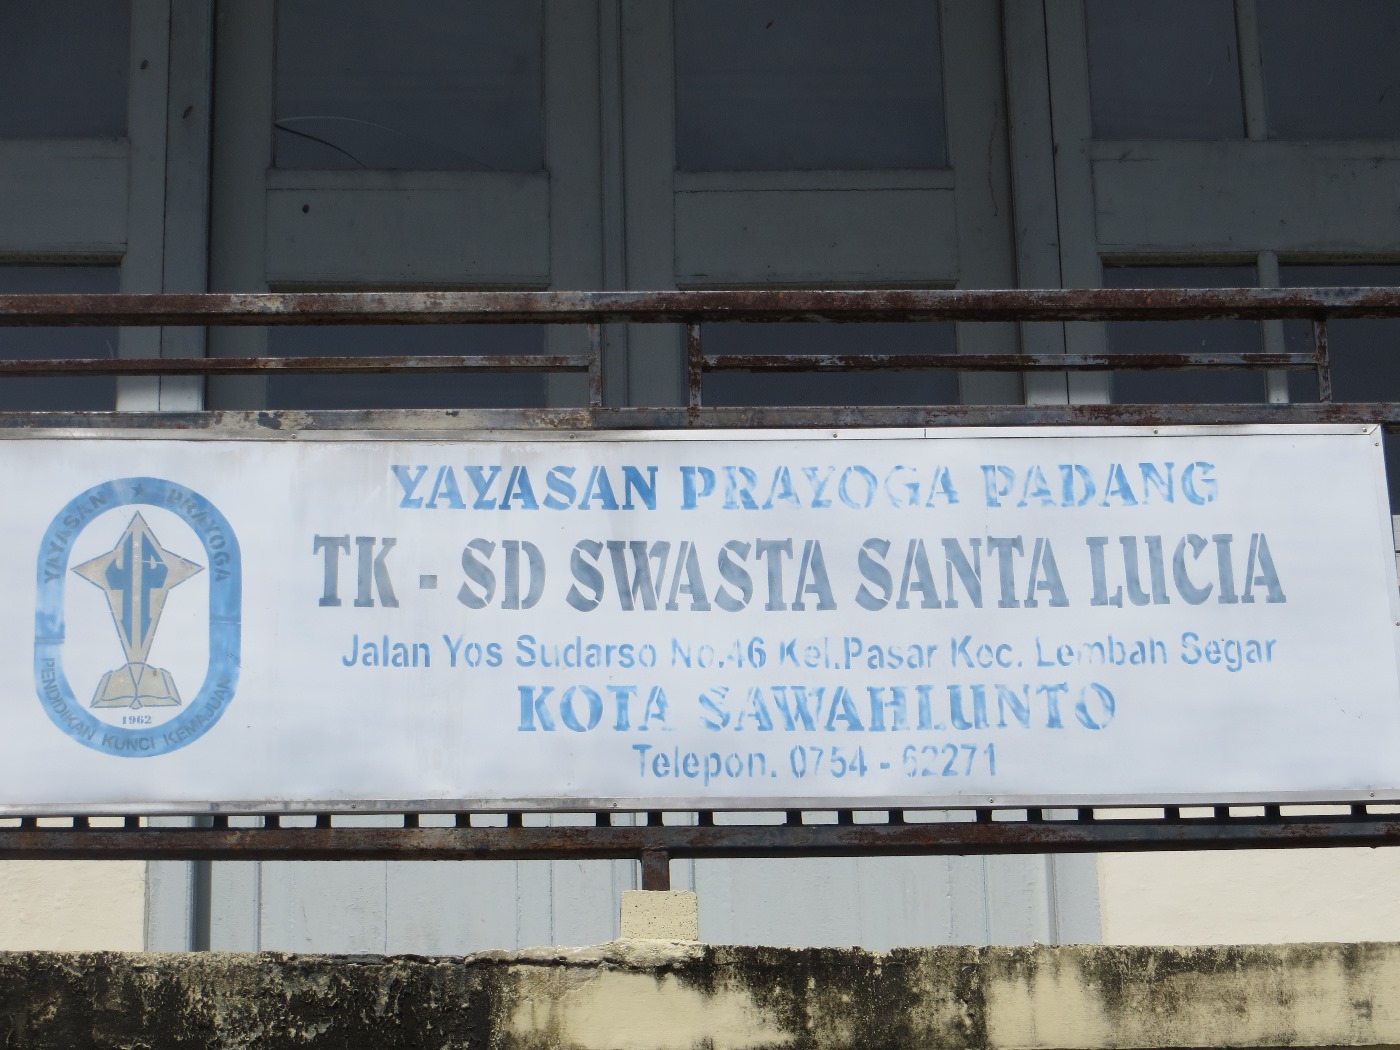 YAYASAN PRAYOGA PADANG
TK - SD SWASTA SANTA LUCIA
Jalan Yos Sudarso No.46 Kel.Pasar Kec. Lembah Segar
KOTA SAWAHLUNTO
Telepon. 0754 - 62271
YAYASAN ★ PRAYOGA
1962
PENDIDIKAN KUNCI KEMAJUAN